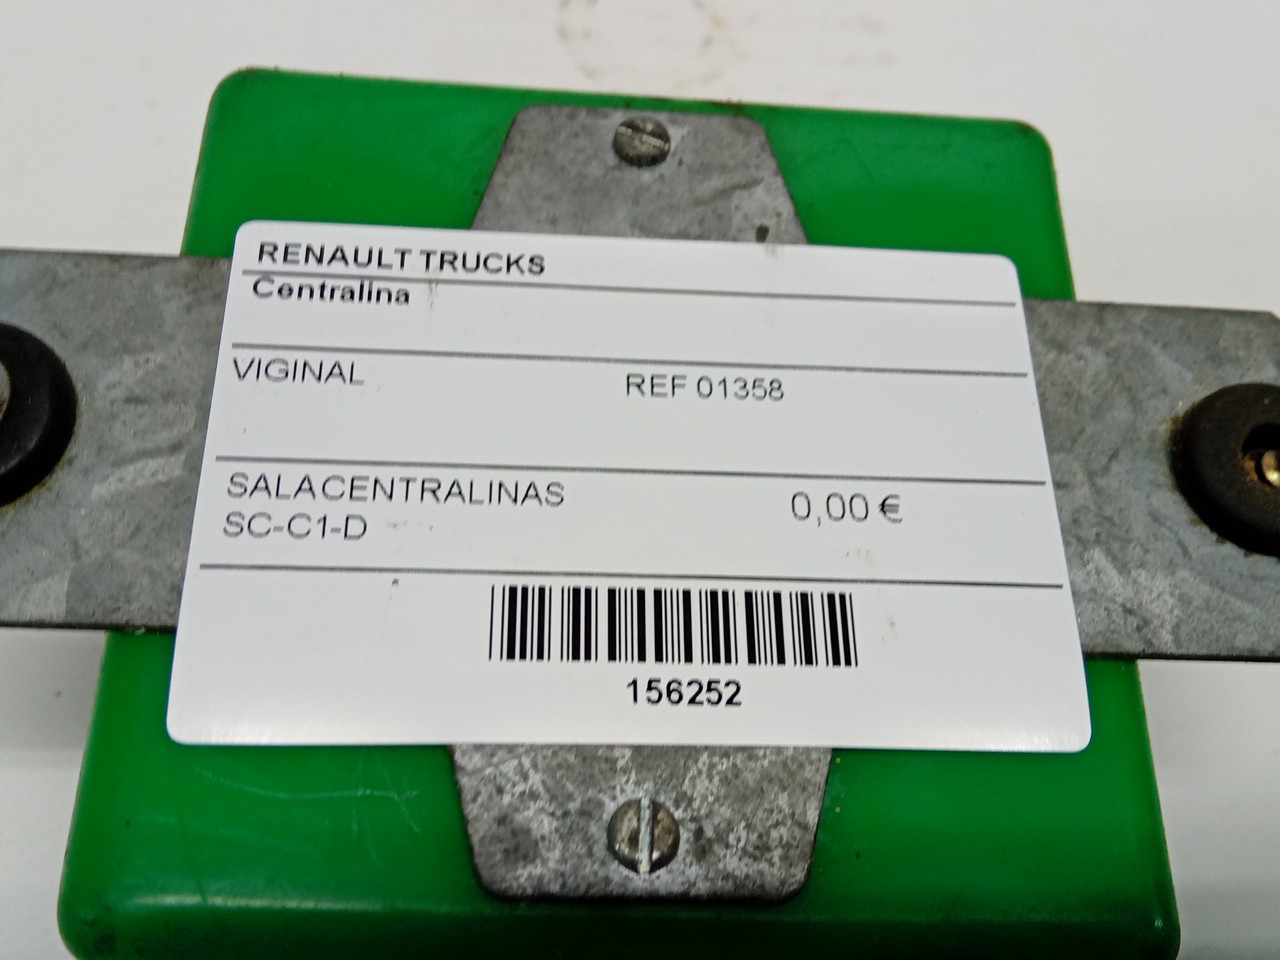 RENAULT TRUCKS
Centralina
VIGINAL REF 01358
SALACENTRALINAS 0,00 €
SC-C1-D
156252